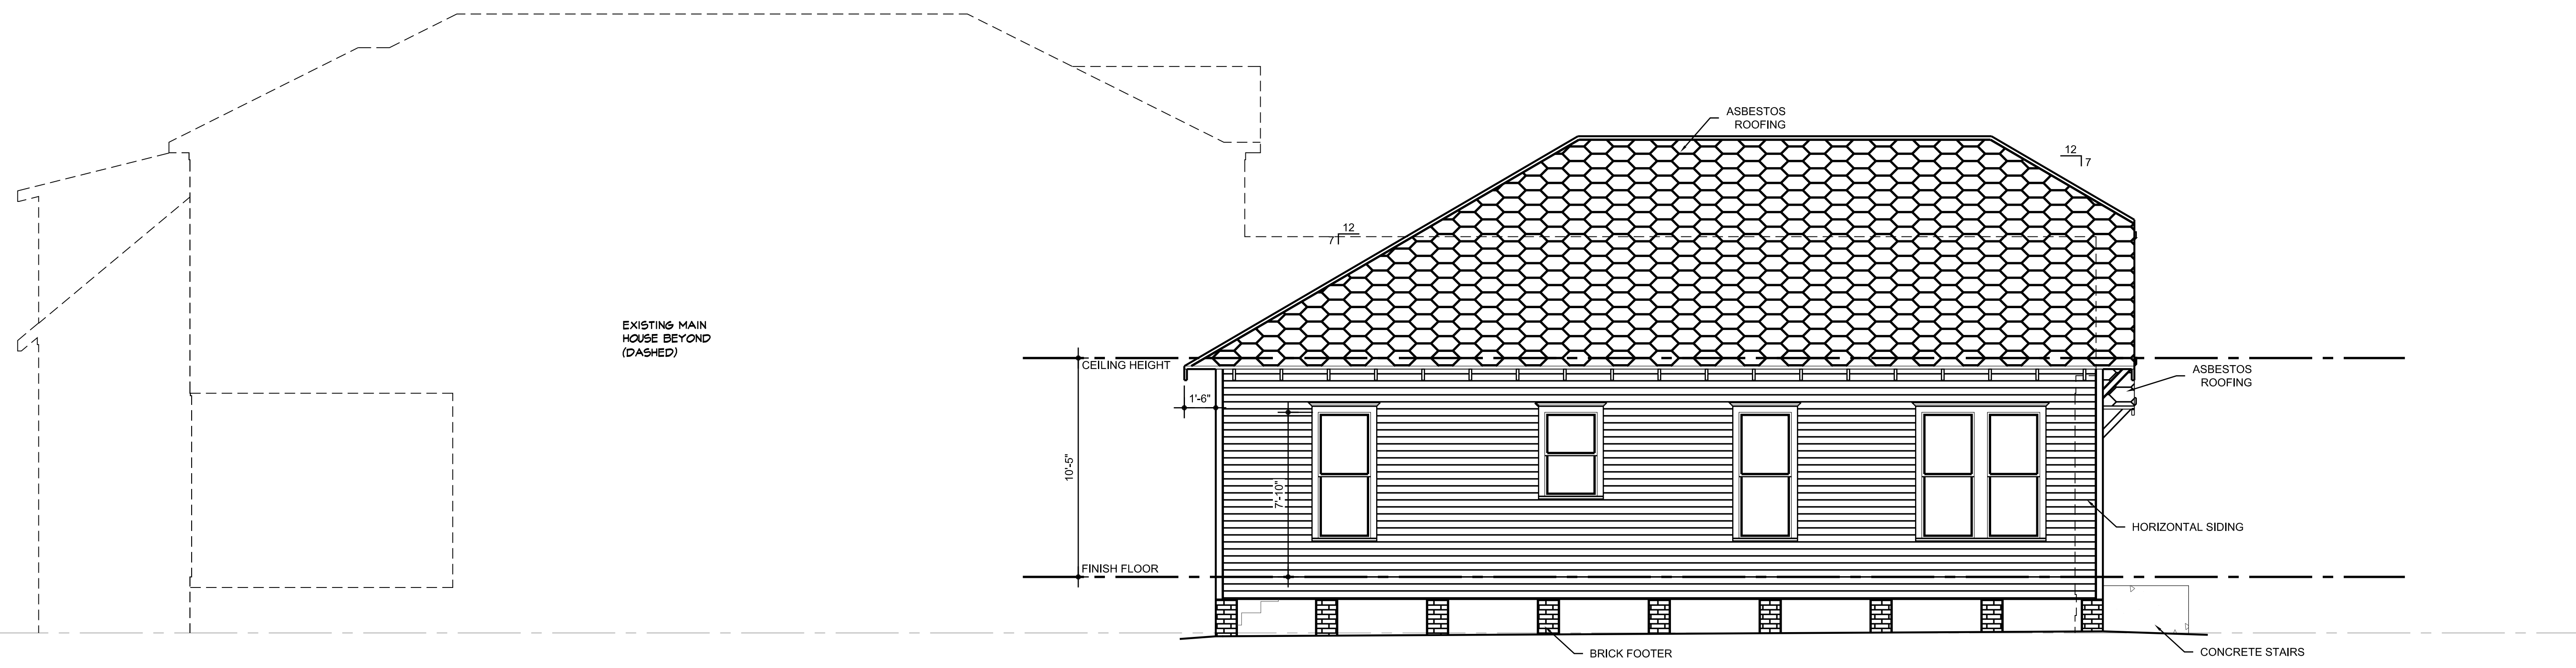 ASBESTOS
ROOFING
12
7
12
7
EXISTING MAIN
HOUSE BEYOND
(DASHED)
CEILING HEIGHT
ASBESTOS
ROOFING
1'-6"
10'-5"
7'-10"
HORIZONTAL SIDING
FINISH FLOOR
BRICK FOOTER
CONCRETE STAIRS